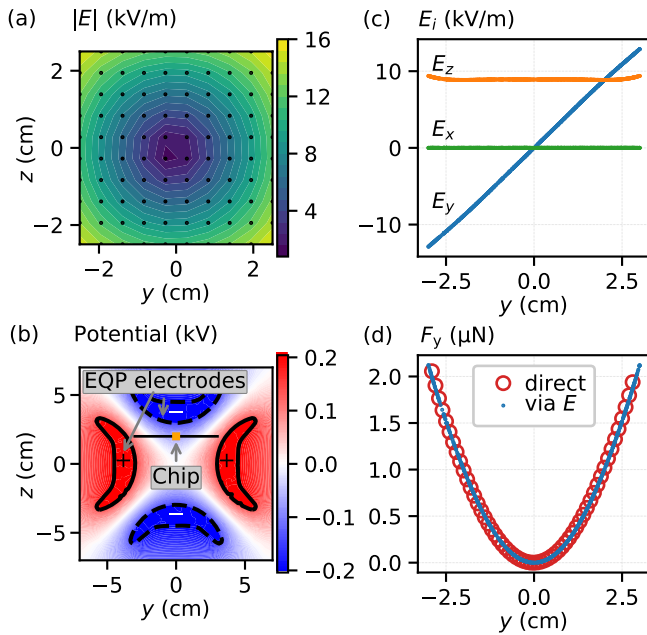 (a) |E| (kV/m)
2
0
−2
z (cm)
−2 0 2
y (cm)
16
12
8
4
(c) E_i (kV/m)
10
0
−10
E_z
E_x
E_y
−2.5 0.0 2.5
y (cm)
(b) Potential (kV)
EQP electrodes
−
+ +
Chip
−
5
0
−5
z (cm)
−5 0 5
y (cm)
0.2
0.1
0.0
−0.1
−0.2
(d) F_y (μN)
direct
via E
2.0
1.5
1.0
0.5
0.0
−2.5 0.0 2.5
y (cm)